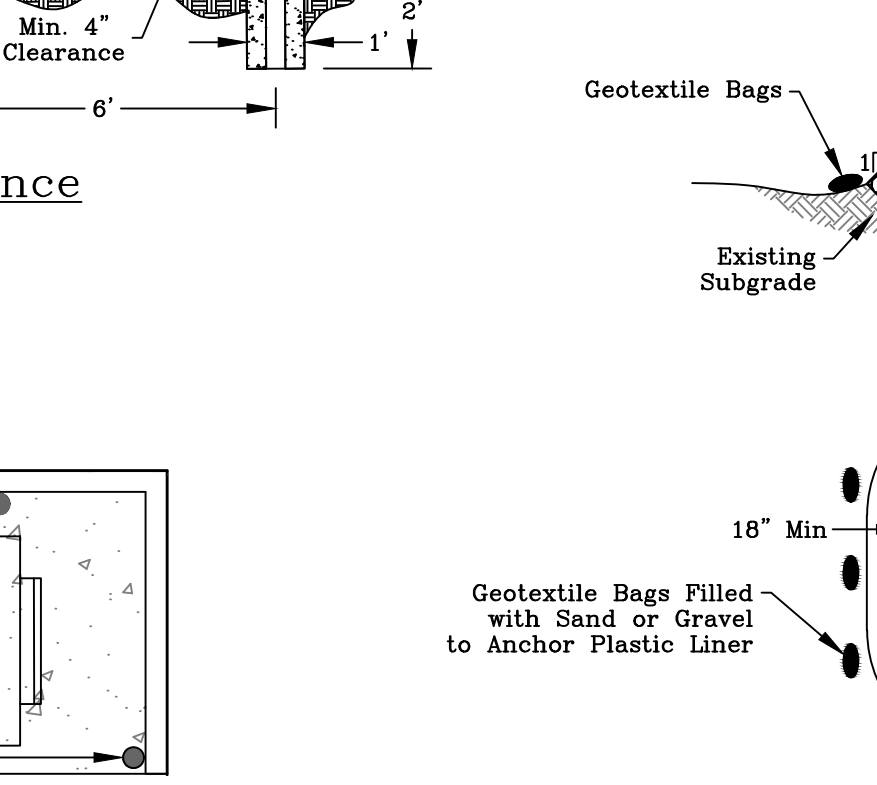 2'
Min. 4"
Clearance
1'
6'
nce
Geotextile Bags
1
Existing
Subgrade
18" Min
Geotextile Bags Filled
with Sand or Gravel
to Anchor Plastic Liner